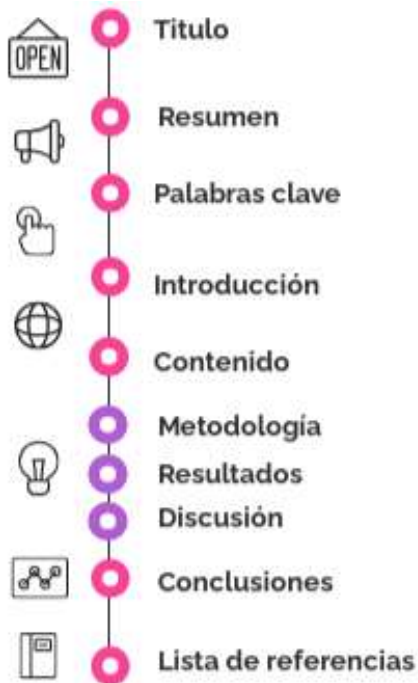 OPEN
Titulo
Resumen
Palabras clave
Introducción
Contenido
Metodología
Resultados
Discusión
Conclusiones
Lista de referencias